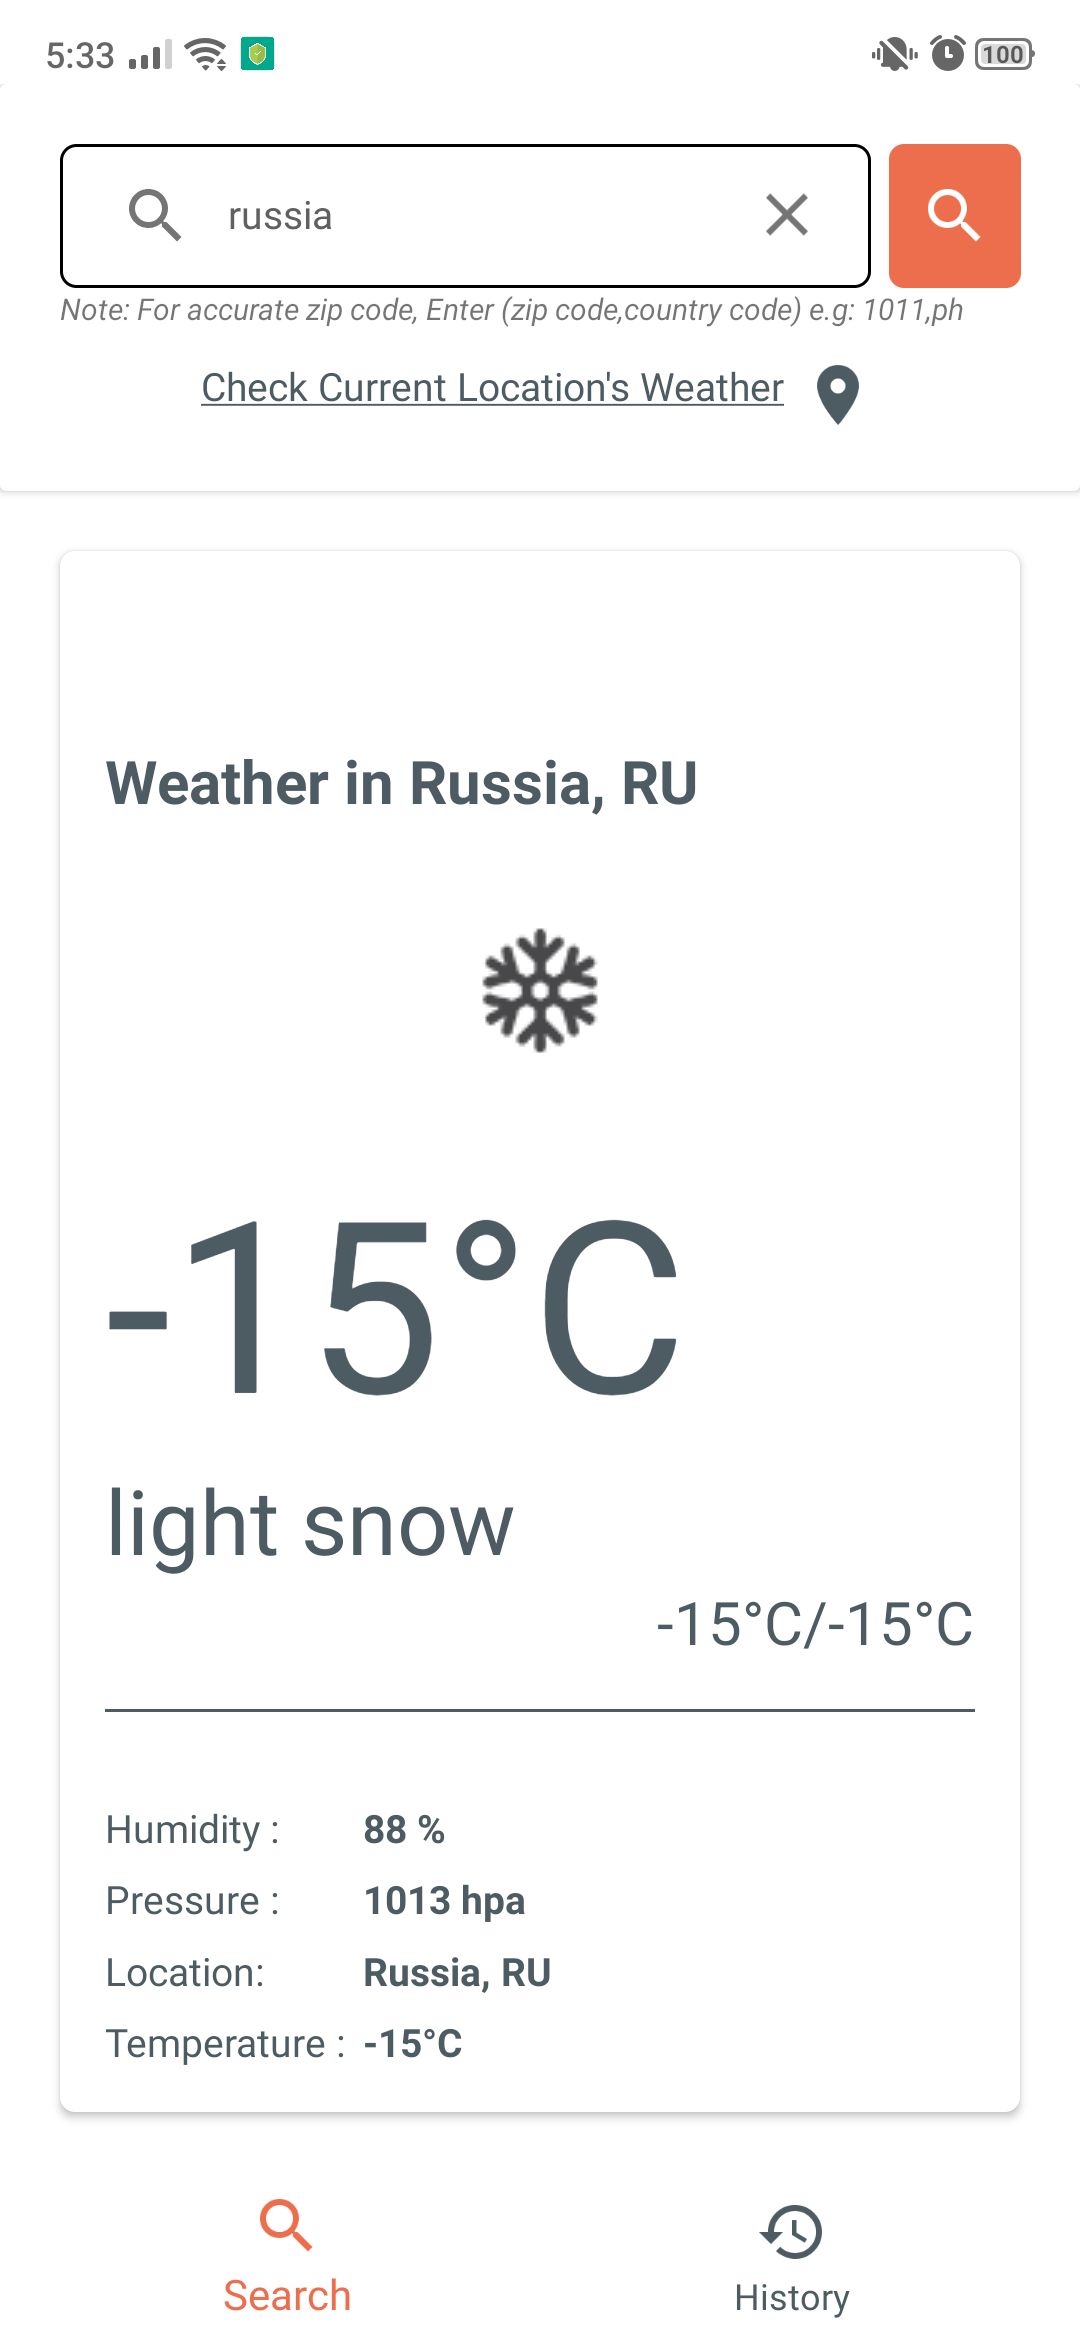 5:33
100
russia
Note: For accurate zip code, Enter (zip code,country code) e.g: 1011,ph
Check Current Location's Weather
Weather in Russia, RU
-15°C
light snow
-15°C/-15°C
Humidity : 88 %
Pressure : 1013 hpa
Location: Russia, RU
Temperature : -15°C
Search
History